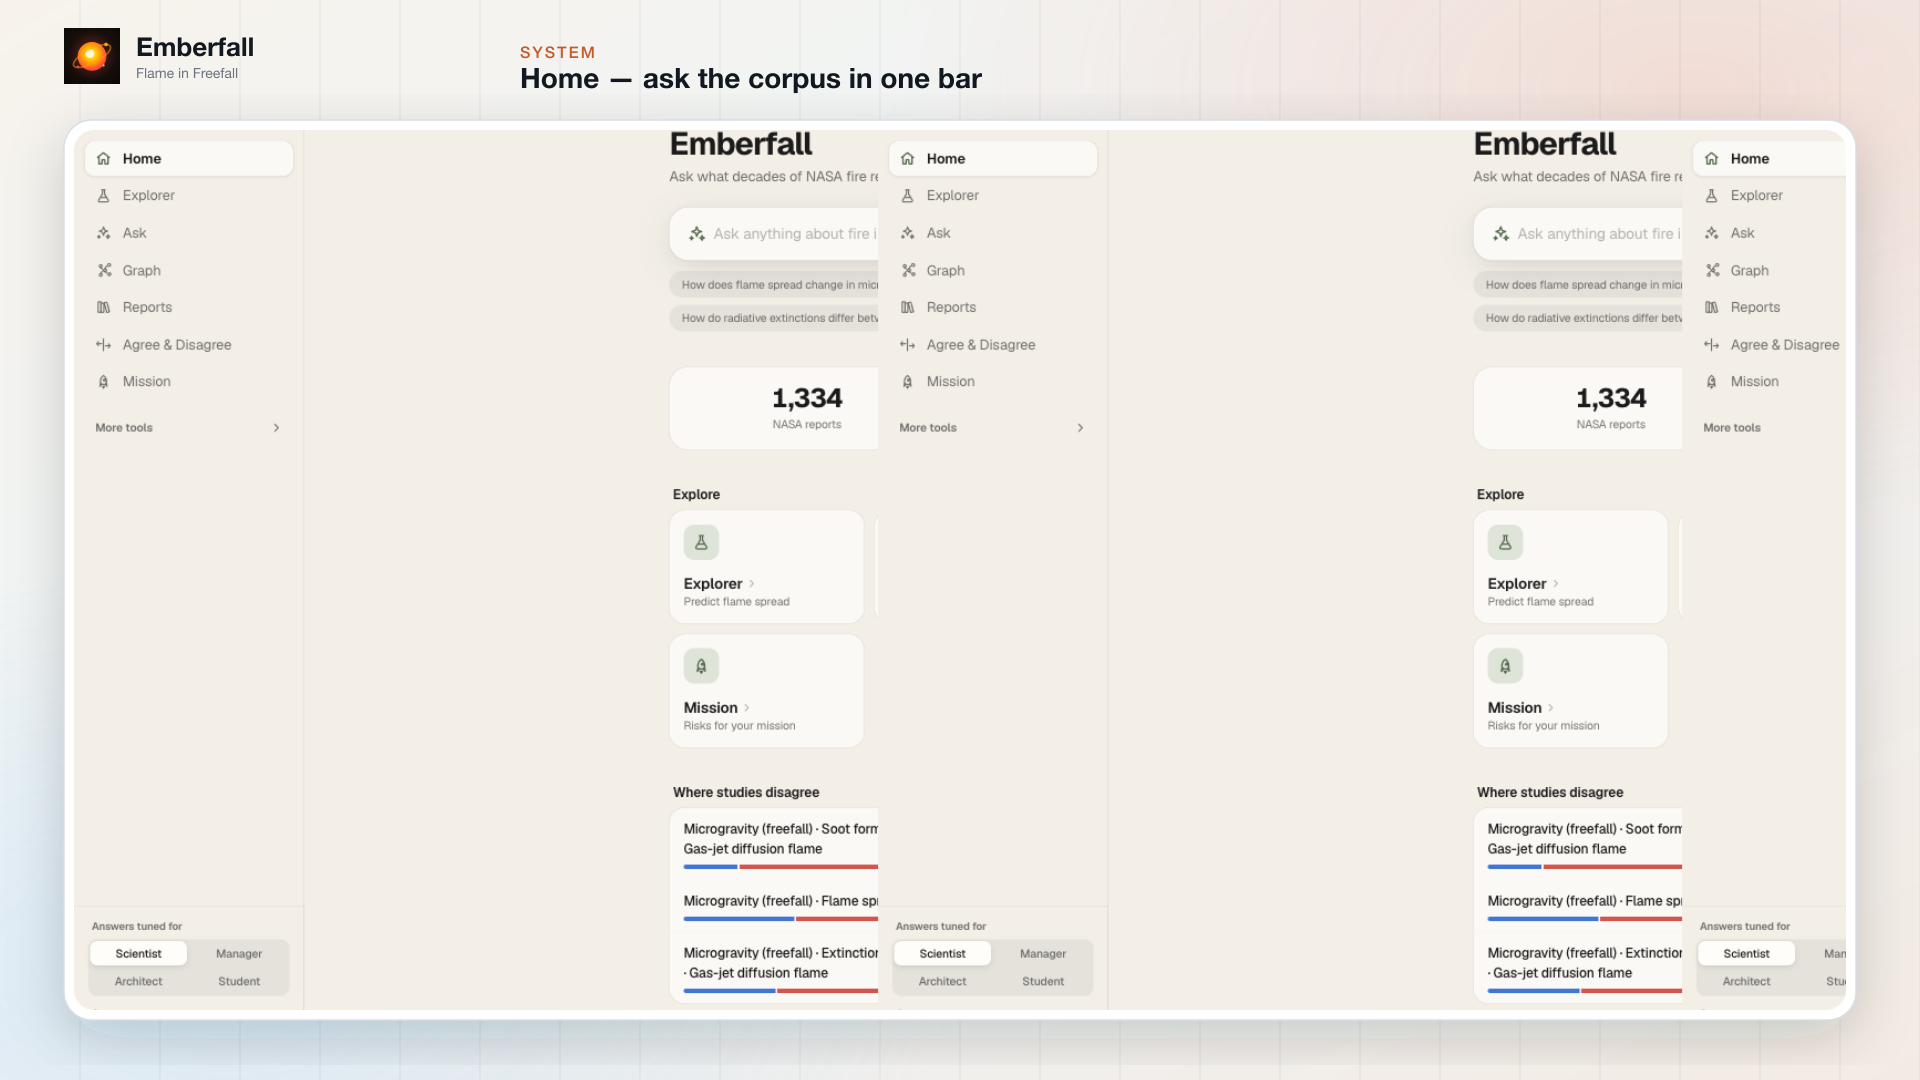 Emberfall
Flame in Freefall
SYSTEM
Home — ask the corpus in one bar
Home
Explorer
Ask
Graph
Reports
Agree & Disagree
Mission
More tools
Answers tuned for
Scientist
Manager
Architect
Student
Emberfall
Ask what decades of NASA fire re
Ask anything about fire i
How does flame spread change in micr
How do radiative extinctions differ betw
1,334
NASA reports
Explore
Explorer
Predict flame spread
Mission
Risks for your mission
Where studies disagree
Microgravity (freefall) · Soot form
Gas-jet diffusion flame
Microgravity (freefall) · Flame spr
Microgravity (freefall) · Extinction
· Gas-jet diffusion flame
Home
Explorer
Ask
Graph
Reports
Agree & Disagree
Mission
More tools
Answers tuned for
Scientist
Manager
Architect
Student
Emberfall
Ask what decades of NASA fire re
Ask anything about fire i
How does flame spread change in micr
How do radiative extinctions differ betw
1,334
NASA reports
Explore
Explorer
Predict flame spread
Mission
Risks for your mission
Where studies disagree
Microgravity (freefall) · Soot form
Gas-jet diffusion flame
Microgravity (freefall) · Flame spr
Microgravity (freefall) · Extinction
· Gas-jet diffusion flame
Home
Explorer
Ask
Graph
Reports
Agree & Disagree
Mission
More tools
Answers tuned for
Scientist
Man
Architect
Stu